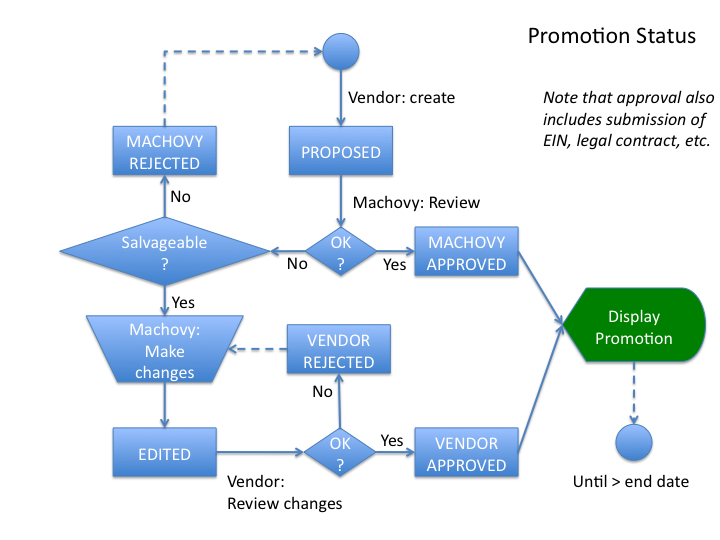 Promotion Status
Note that approval also
includes submission of
EIN, legal contract, etc.
Vendor: create
MACHOVY
REJECTED
PROPOSED
No
Machovy: Review
Salvageable
?
No
OK
?
Yes
MACHOVY
APPROVED
Yes
Machovy:
Make
changes
VENDOR
REJECTED
Display
Promotion
No
EDITED
OK
?
Yes
VENDOR
APPROVED
Vendor:
Review changes
Until > end date